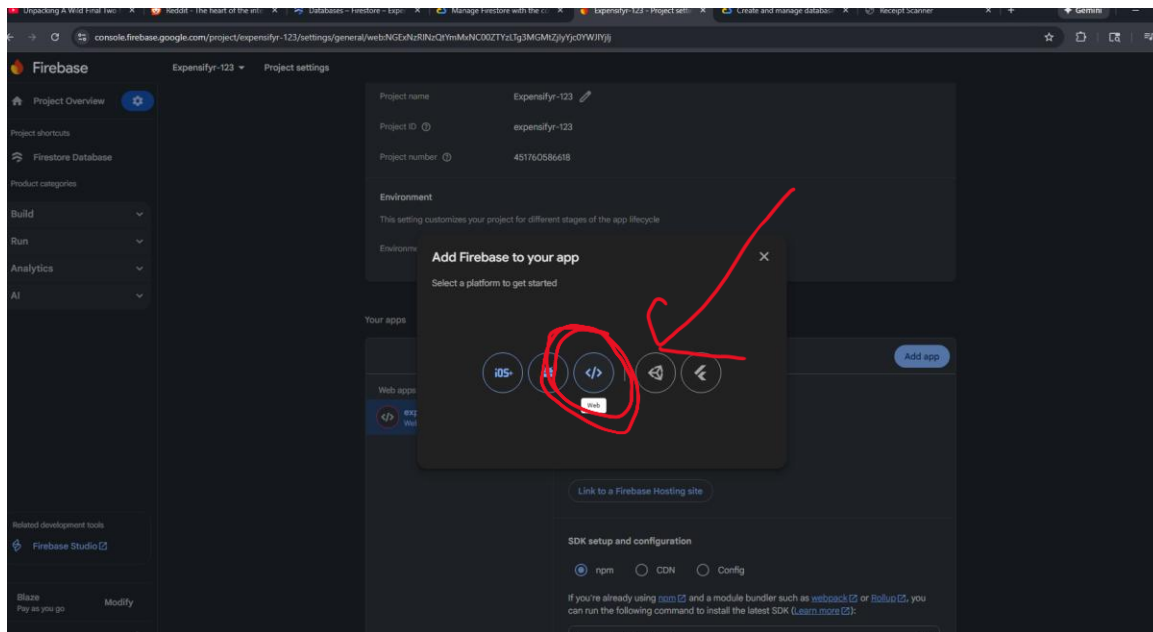 Unpacking A Wild Final Two
Reddit - The heart of the inte
Databases – Firestore – Expen
Manage Firestore with the co
Expensifyr-123 - Project setti
Create and manage databas
Receipt Scanner
Gemini
console.firebase.google.com/project/expensifyr-123/settings/general/
Firebase
Expensifyr-123
Project settings
Project Overview
Project shortcuts
Firestore Database
Product categories
Build
Run
Analytics
AI
Related development tools
Firebase Studio
Blaze
Pay as you go
Modify
Project name
Expensifyr-123
Project ID
expensifyr-123
Project number
451760586618
Environment
This setting customizes your project for different stages of the app lifecycle
Environme
Add Firebase to your app
Select a platform to get started
iOS+
</>
Web
Your apps
Add app
Web apps
</>
exp
We
Link to a Firebase Hosting site
SDK setup and configuration
npm
CDN
Config
If you're already using npm and a module bundler such as webpack or Rollup, you
can run the following command to install the latest SDK (Learn more):